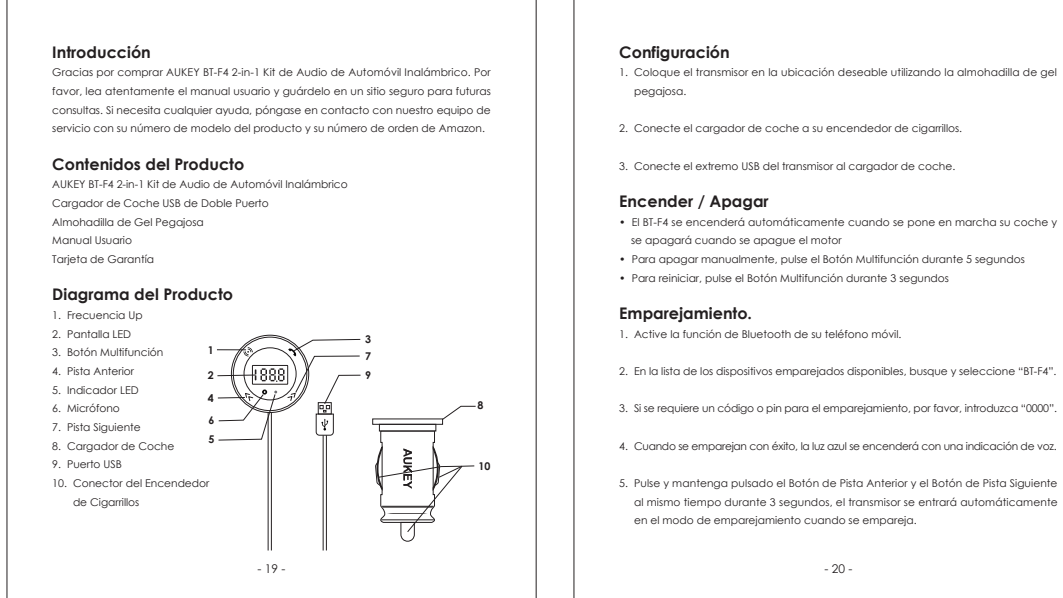 Introducción
Gracias por comprar AUKEY BT-F4 2-in-1 Kit de Audio de Automóvil Inalámbrico. Por
favor, lea atentamente el manual usuario y guárdelo en un sitio seguro para futuras
consultas. Si necesita cualquier ayuda, póngase en contacto con nuestro equipo de
servicio con su número de modelo del producto y su número de orden de Amazon.
Contenidos del Producto
AUKEY BT-F4 2-in-1 Kit de Audio de Automóvil Inalámbrico
Cargador de Coche USB de Doble Puerto
Almohadilla de Gel Pegajosa
Manual Usuario
Tarjeta de Garantía
Diagrama del Producto
1. Frecuencia Up
2. Pantalla LED
3. Botón Multifunción
4. Pista Anterior
5. Indicador LED
6. Micrófono
7. Pista Siguiente
8. Cargador de Coche
9. Puerto USB
10. Conector del Encendedor
de Cigarrillos
1
2
4
6
5
3
7
9
8
10
188.8
AUKEY
- 19 -
Configuración
1. Coloque el transmisor en la ubicación deseable utilizando la almohadilla de gel
pegajosa.
2. Conecte el cargador de coche a su encendedor de cigarrillos.
3. Conecte el extremo USB del transmisor al cargador de coche.
Encender / Apagar
• El BT-F4 se encenderá automáticamente cuando se pone en marcha su coche y
se apagará cuando se apague el motor
• Para apagar manualmente, pulse el Botón Multifunción durante 5 segundos
• Para reiniciar, pulse el Botón Multifunción durante 3 segundos
Emparejamiento.
1. Active la función de Bluetooth de su teléfono móvil.
2. En la lista de los dispositivos emparejados disponibles, busque y seleccione “BT-F4”.
3. Si se requiere un código o pin para el emparejamiento, por favor, introduzca “0000”.
4. Cuando se emparejan con éxito, la luz azul se encenderá con una indicación de voz.
5. Pulse y mantenga pulsado el Botón de Pista Anterior y el Botón de Pista Siguiente
al mismo tiempo durante 3 segundos, el transmisor se entrará automáticamente
en el modo de emparejamiento cuando se empareja.
- 20 -